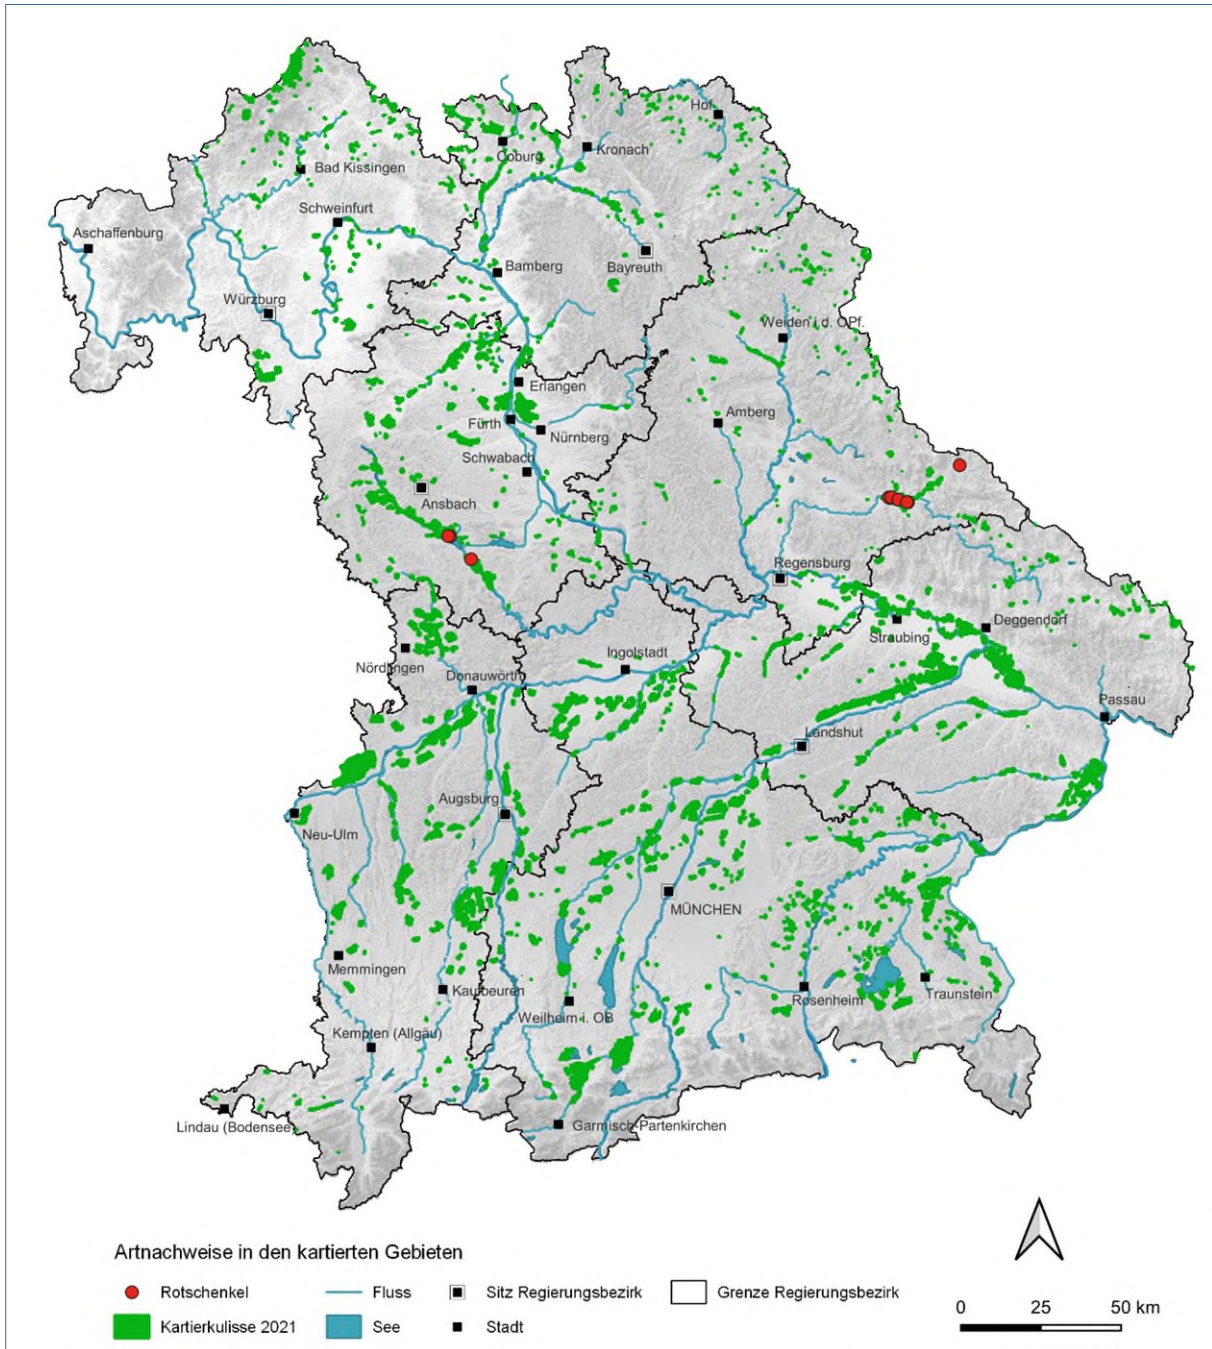 Hof
Coburg
Kronach
Bad Kissingen
Schweinfurt
Aschaffenburg
Bayreuth
Bamberg
Würzburg
Weiden i.d. OPf.
Erlangen
Amberg
Fürth
Nürnberg
Schwabach
Ansbach
Regensburg
Deggendorf
Straubing
Ingolstadt
Nördlingen
Donauwörth
Passau
Landshut
Augsburg
Neu-Ulm
MÜNCHEN
Memmingen
Kaufbeuren
Rosenheim
Traunstein
Weilheim i. OB
Kempten (Allgäu)
Lindau (Bodensee)
Garmisch-Partenkirchen
Artnachweise in den kartierten Gebieten
Rotschenkel Fluss Sitz Regierungsbezirk Grenze Regierungsbezirk
Kartierkulisse 2021 See Stadt
0 25 50 km